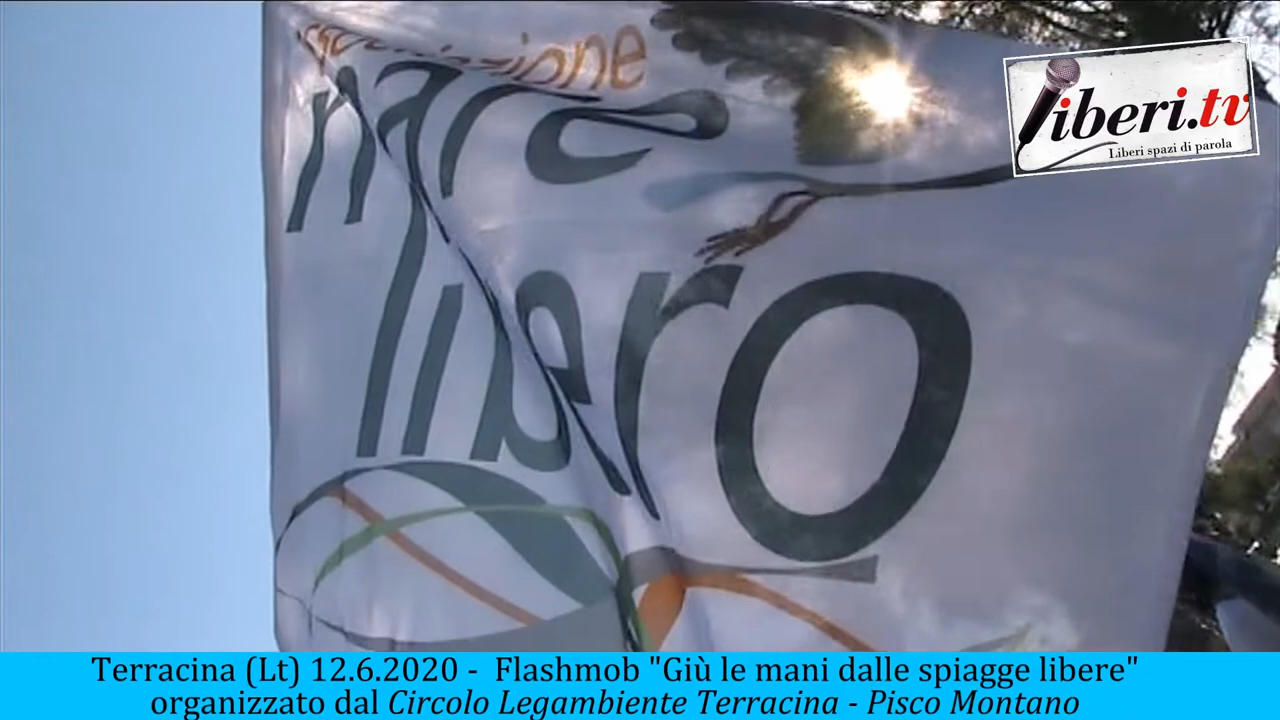 associazione
mare
libero
liberi.tv
Liberi spazi di parola
Terracina (Lt) 12.6.2020 - Flashmob "Giù le mani dalle spiagge libere"
organizzato dal Circolo Legambiente Terracina - Pisco Montano